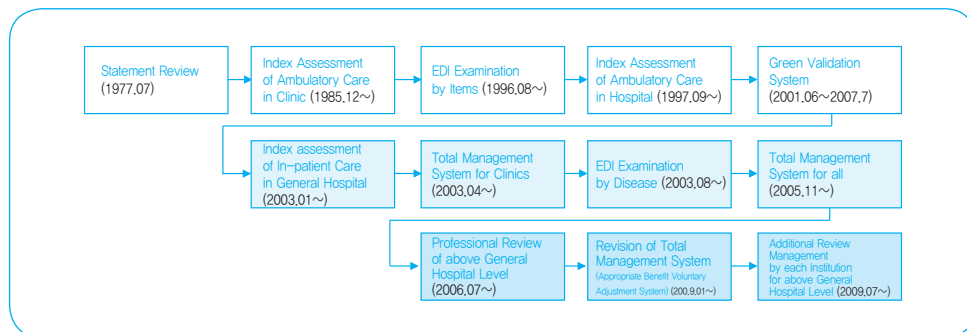 Statement Review
(1977.07)
Index Assessment
of Ambulatory Care
in Clinic (1985.12~)
EDI Examination
by Items (1996.08~)
Index Assessment
of Ambulatory Care
in Hospital (1997.09~)
Green Validation
System
(2001.06~2007.7)
Index assessment
of In-patient Care
in General Hospital
(2003.01~)
Total Management
System for Clinics
(2003.04~)
EDI Examination
by Disease (2003.08~)
Total Management
System for all
(2005.11~)
Professional Review
of above General
Hospital Level
(2006.07~)
Revision of Total
Management System
(Appropriate Benefit Voluntary
Adjustment System) (200.9.01~)
Additional Review
Management
by each Institution
for above General
Hospital Level (2009.07~)